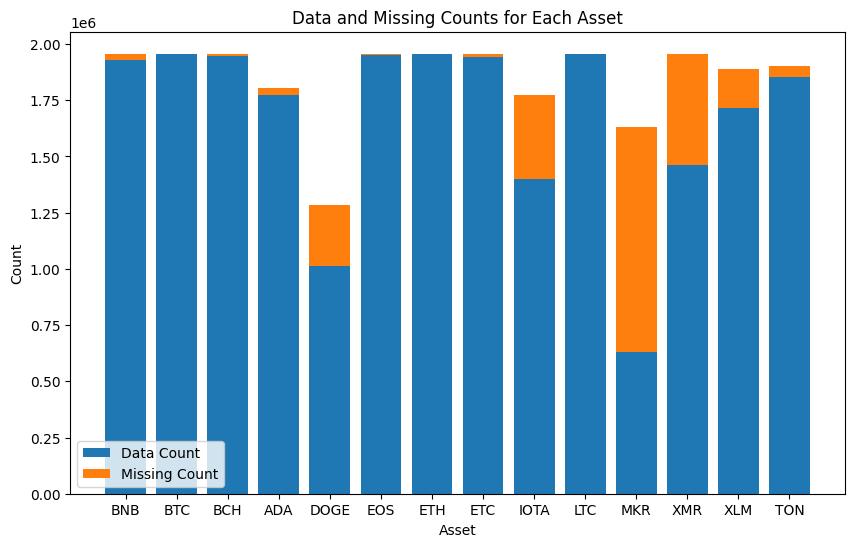 Data and Missing Counts for Each Asset
1e6
2.00
1.75
1.50
1.25
1.00
0.75
0.50
0.25
0.00
Count
Data Count
Missing Count
BNB BTC BCH ADA DOGE EOS ETH ETC IOTA LTC MKR XMR XLM TON
Asset